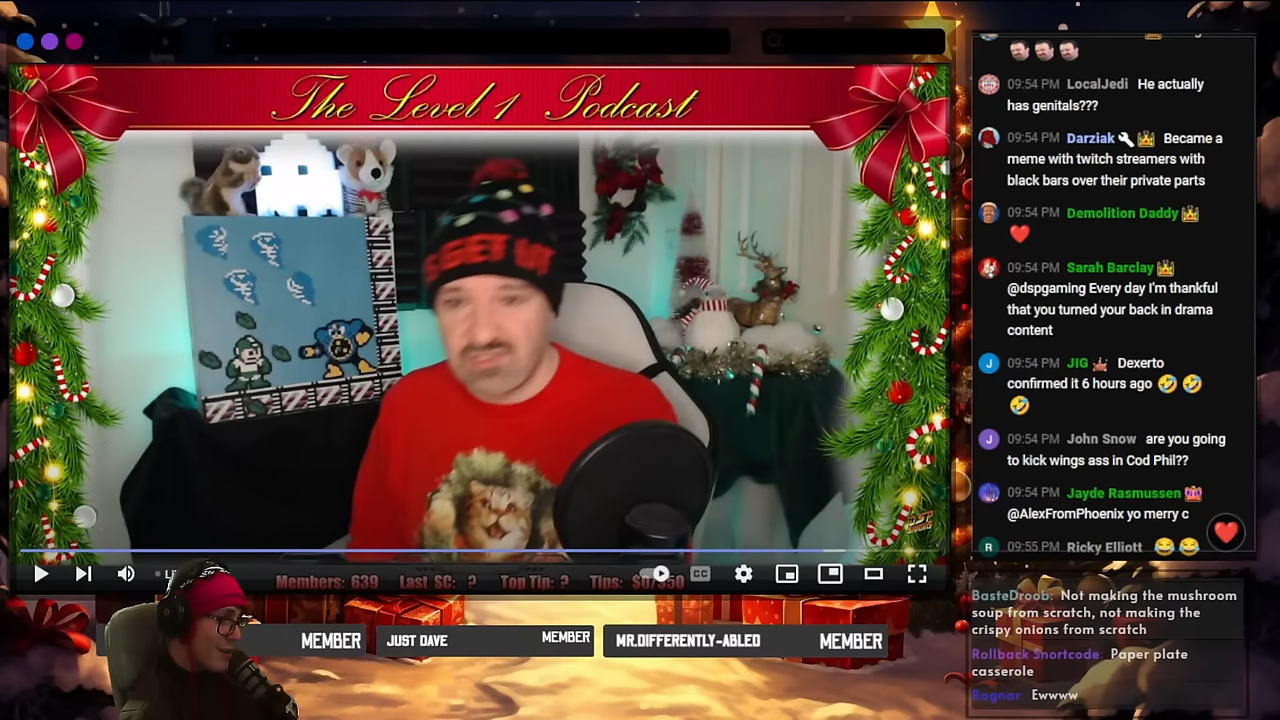 The Level 1 Podcast
GET
Members: 639 Last SC: ? Top Tip: ? Tips: $0/350
CC
MEMBER
JUST DAVE
MEMBER
MR.DIFFERENTLY-ABLED
MEMBER
09:54 PM LocalJedi He actually
has genitals???
09:54 PM Darziak Became a
meme with twitch streamers with
black bars over their private parts
09:54 PM Demolition Daddy
09:54 PM Sarah Barclay
@dspgaming Every day I'm thankful
that you turned your back in drama
content
09:54 PM JIG Dexerto
confirmed it 6 hours ago
09:54 PM John Snow are you going
to kick wings ass in Cod Phil??
09:54 PM Jayde Rasmussen
@AlexFromPhoenix yo merry c
09:55 PM Ricky Elliott
BasteDroob: Not making the mushroom
soup from scratch, not making the
crispy onions from scratch
Rollback Snortcode: Paper plate
casserole
Ragnar: Ewwww